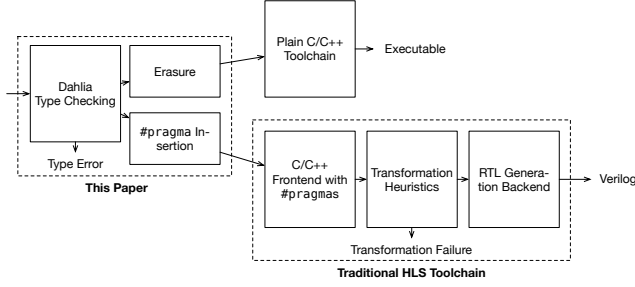 Dahlia
Type Checking
Erasure
#pragma In-
sertion
Type Error
This Paper
Plain C/C++
Toolchain
Executable
C/C++
Frontend with
#pragmas
Transformation
Heuristics
RTL Genera-
tion Backend
Verilog
Transformation Failure
Traditional HLS Toolchain